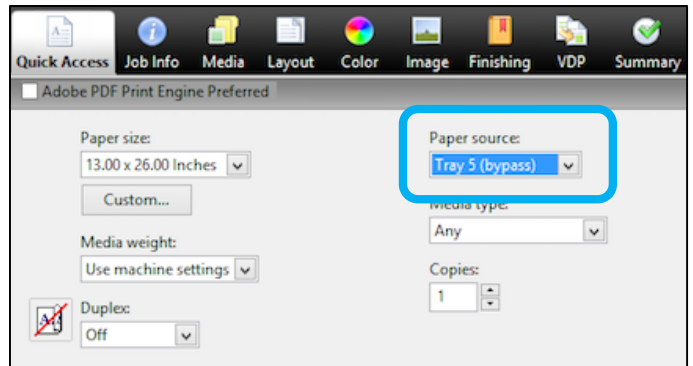 Quick Access Job Info Media Layout Color Image Finishing VDP Summary
Adobe PDF Print Engine Preferred
Paper size:
13.00 x 26.00 Inches
Custom...
Media weight:
Use machine settings
Duplex:
Off
Paper source:
Tray 5 (bypass)
Media type:
Any
Copies:
1